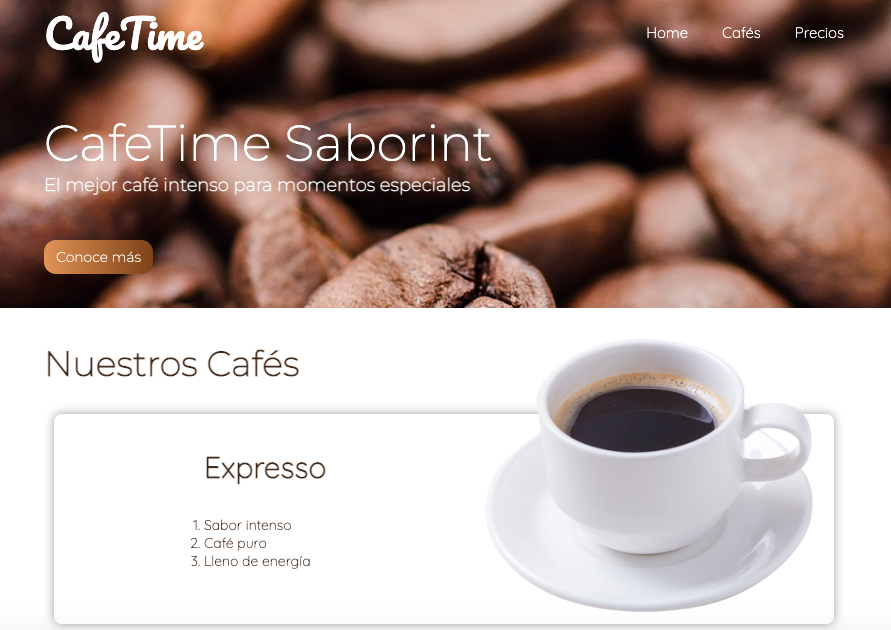 CafeTime
Home Cafés Precios
CafeTime Saborint
El mejor café intenso para momentos especiales
Conoce más
Nuestros Cafés
Expresso
1. Sabor intenso
2. Café puro
3. Lleno de energía